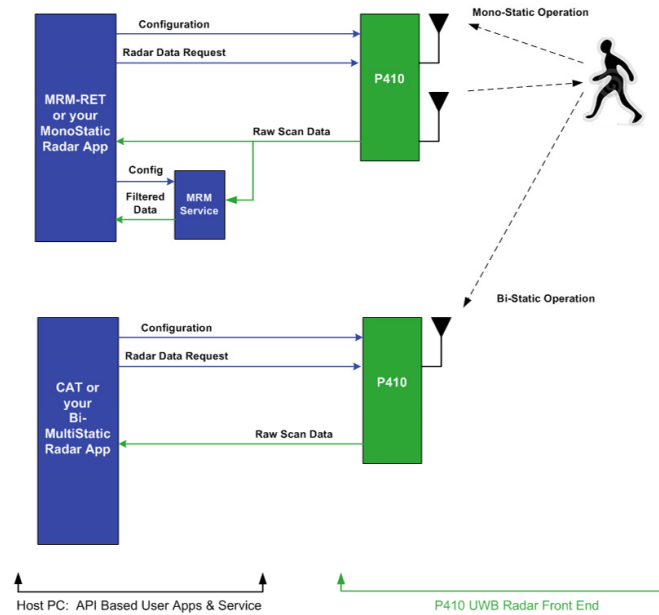 Configuration
Mono-Static Operation
Radar Data Request
P410
MRM-RET
or your
MonoStatic
Radar App
Raw Scan Data
Config
Filtered
Data
MRM
Service
Bi-Static Operation
Configuration
Radar Data Request
P410
CAT or
your
Bi-
MultiStatic
Radar App
Raw Scan Data
Host PC: API Based User Apps & Service
P410 UWB Radar Front End